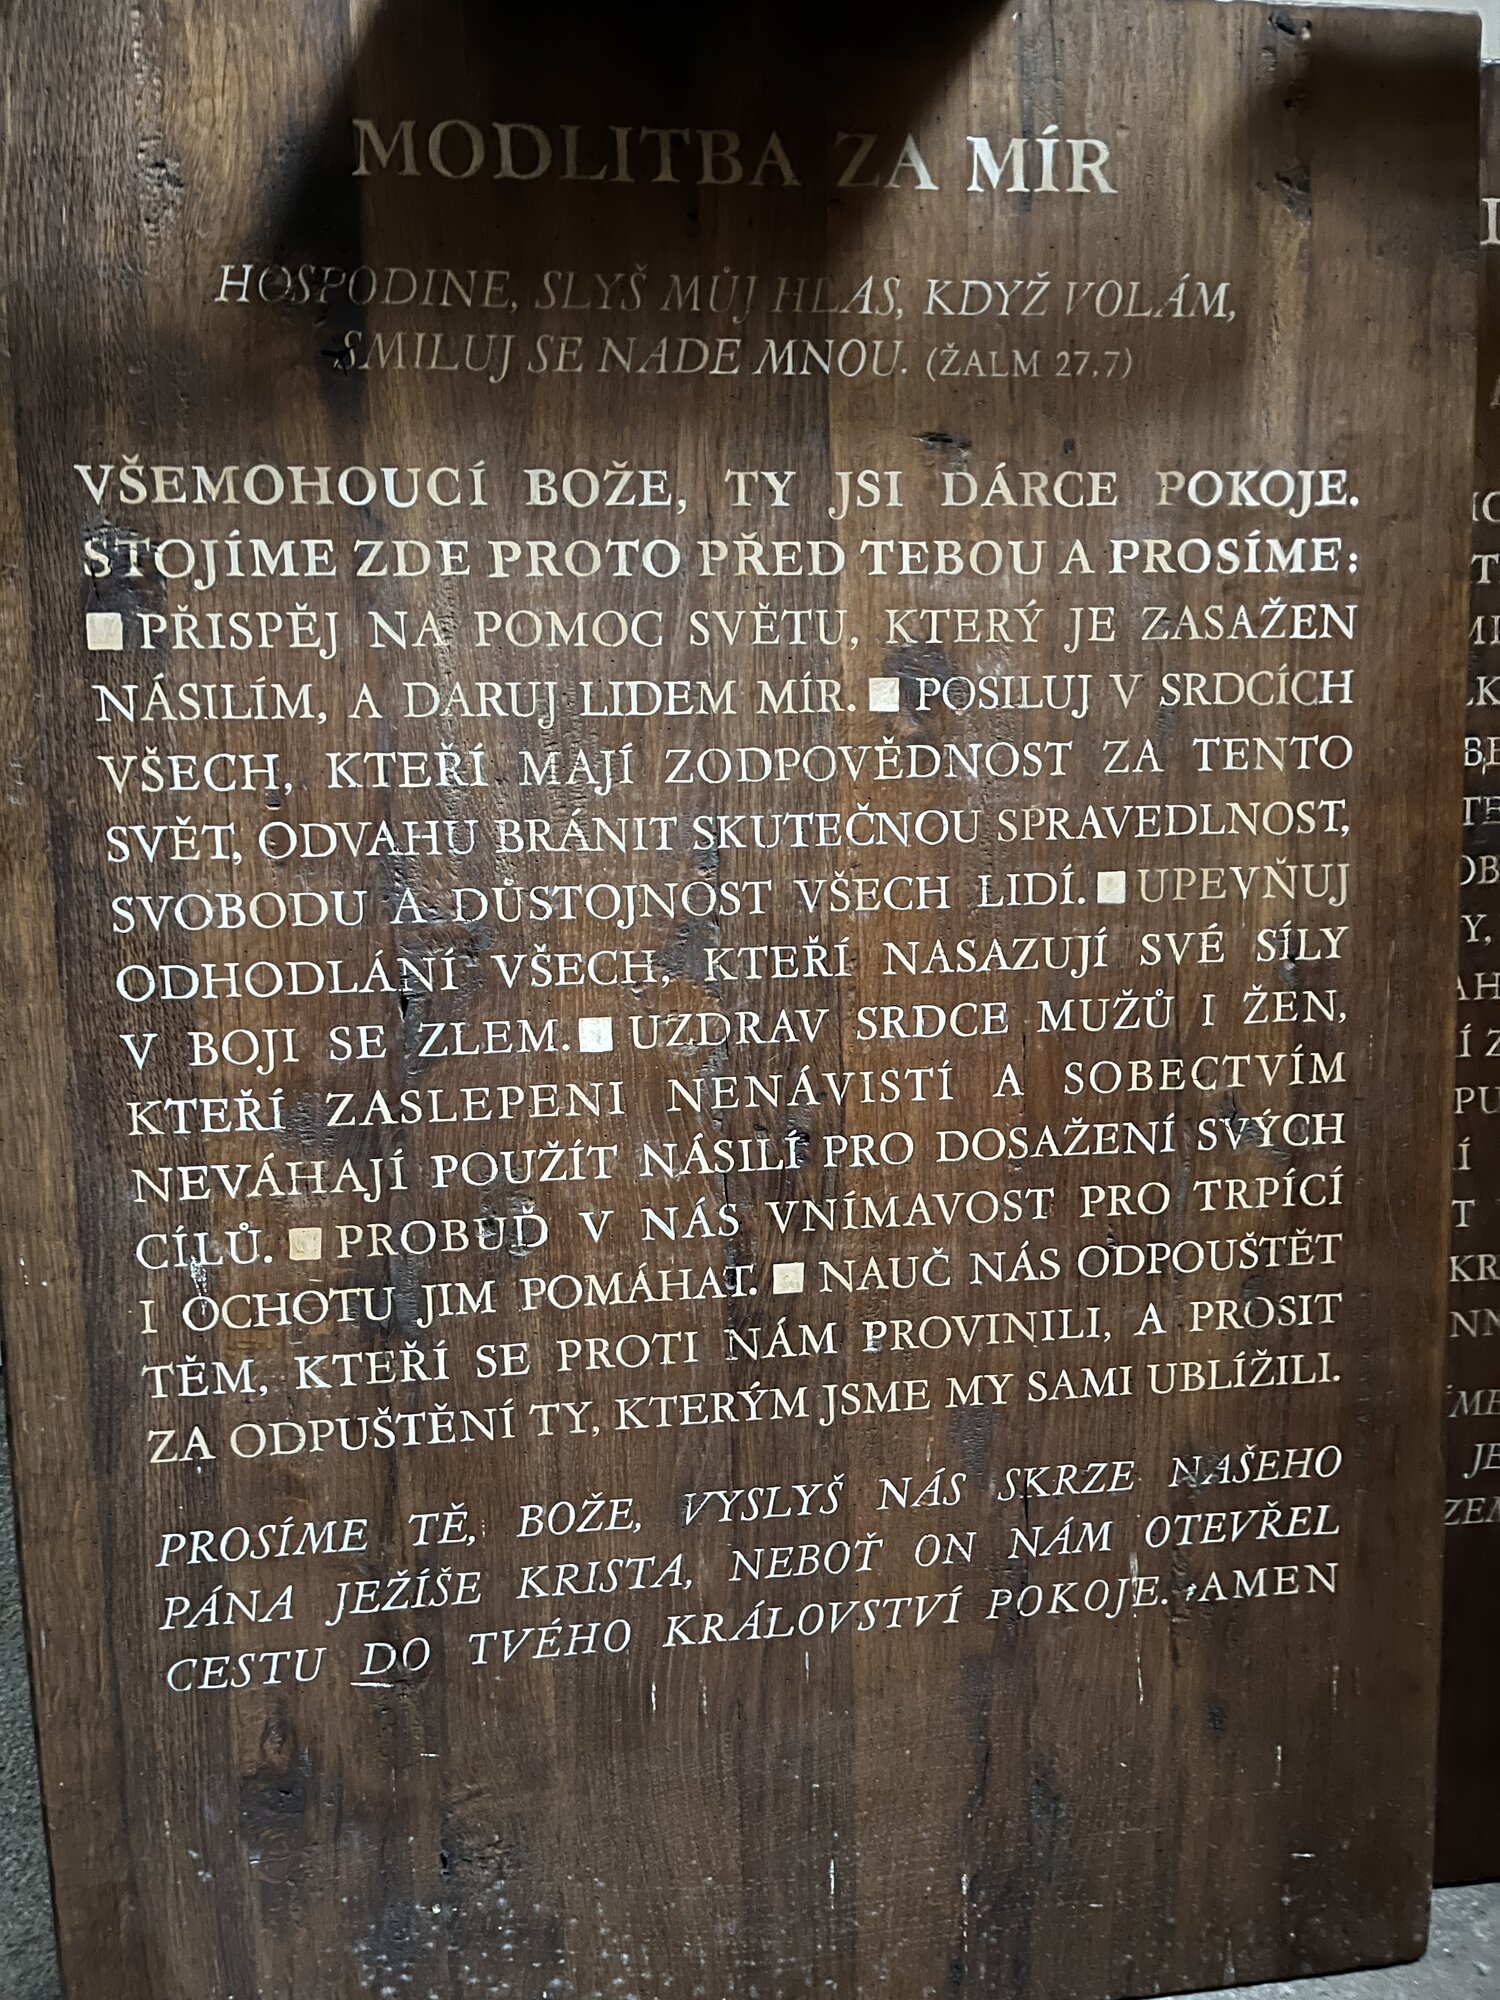 MODLITBA ZA MÍR
HOSPODINE, SLYŠ MŮJ HLAS, KDYŽ VOLÁM,
SMILUJ SE NADE MNOU. (ŽALM 27,7)
VŠEMOHOUCÍ BOŽE, TY JSI DÁRCE POKOJE.
STOJÍME ZDE PROTO PŘED TEBOU A PROSÍME:
■ PŘISPĚJ NA POMOC SVĚTU, KTERÝ JE ZASAŽEN
NÁSILÍM, A DARUJ LIDEM MÍR. ■ POSILUJ V SRDCÍCH
VŠECH, KTEŘÍ MAJÍ ZODPOVĚDNOST ZA TENTO
SVĚT, ODVAHU BRÁNIT SKUTEČNOU SPRAVEDLNOST,
SVOBODU A DŮSTOJNOST VŠECH LIDÍ. ■ UPEVŇUJ
ODHODLÁNÍ VŠECH, KTEŘÍ NASAZUJÍ SVÉ SÍLY
V BOJI SE ZLEM. ■ UZDRAV SRDCE MUŽŮ I ŽEN,
KTEŘÍ ZASLEPENI NENÁVISTÍ A SOBECTVÍM
NEVÁHAJÍ POUŽÍT NÁSILÍ PRO DOSAŽENÍ SVÝCH
CÍLŮ. ■ PROBUĎ V NÁS VNÍMAVOST PRO TRPÍCÍ
I OCHOTU JIM POMÁHAT. ■ NAUČ NÁS ODPOUŠTĚT
TĚM, KTEŘÍ SE PROTI NÁM PROVINILI, A PROSIT
ZA ODPUŠTĚNÍ TY, KTERÝM JSME MY SAMI UBLÍŽILI.
PROSÍME TĚ, BOŽE, VYSLYŠ NÁS SKRZE NAŠEHO
PÁNA JEŽÍŠE KRISTA, NEBOŤ ON NÁM OTEVŘEL
CESTU DO TVÉHO KRÁLOVSTVÍ POKOJE. AMEN